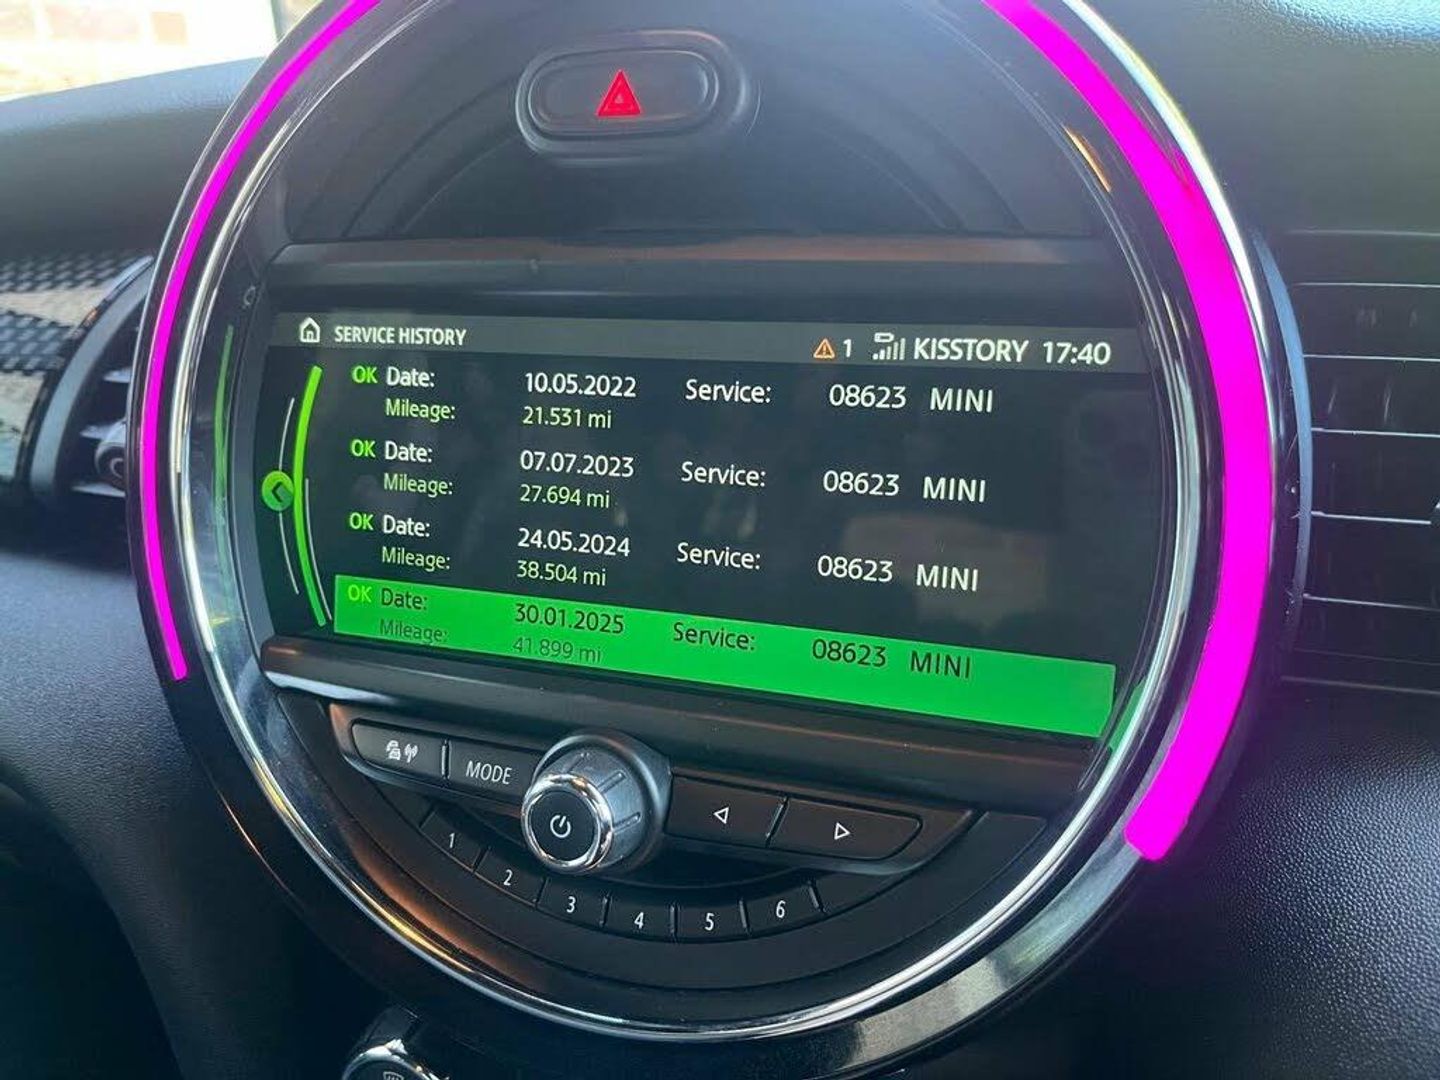 SERVICE HISTORY 1 KISSTORY 17:40
OK Date: 10.05.2022 Service: 08623 MINI
Mileage: 21.531 mi
OK Date: 07.07.2023 Service: 08623 MINI
Mileage: 27.694 mi
OK Date: 24.05.2024 Service: 08623 MINI
Mileage: 38.504 mi
OK Date: 30.01.2025 Service: 08623 MINI
Mileage: 41.899 mi
MODE
1 2 3 4 5 6